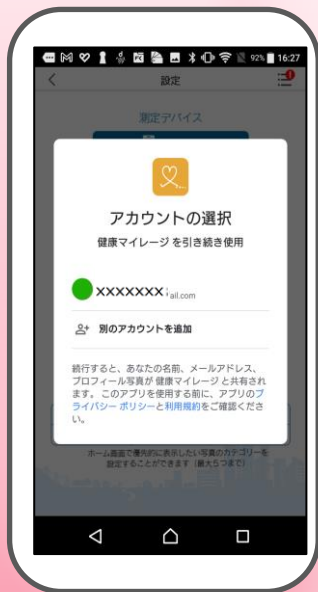 92% 16:27
設定
測定デバイス
アカウントの選択
健康マイレージ を引き続き使用
xxxxxxx ail.com
別のアカウントを追加
続行すると、あなたの名前、メールアドレス、
プロフィール写真が 健康マイレージ と共有され
ます。このアプリを使用する前に、アプリのプ
ライバシー ポリシーと利用規約をご確認くださ
い。
ホーム画面で優先的に表示したい写真のカテゴリーを
設定することができます（最大5つまで）